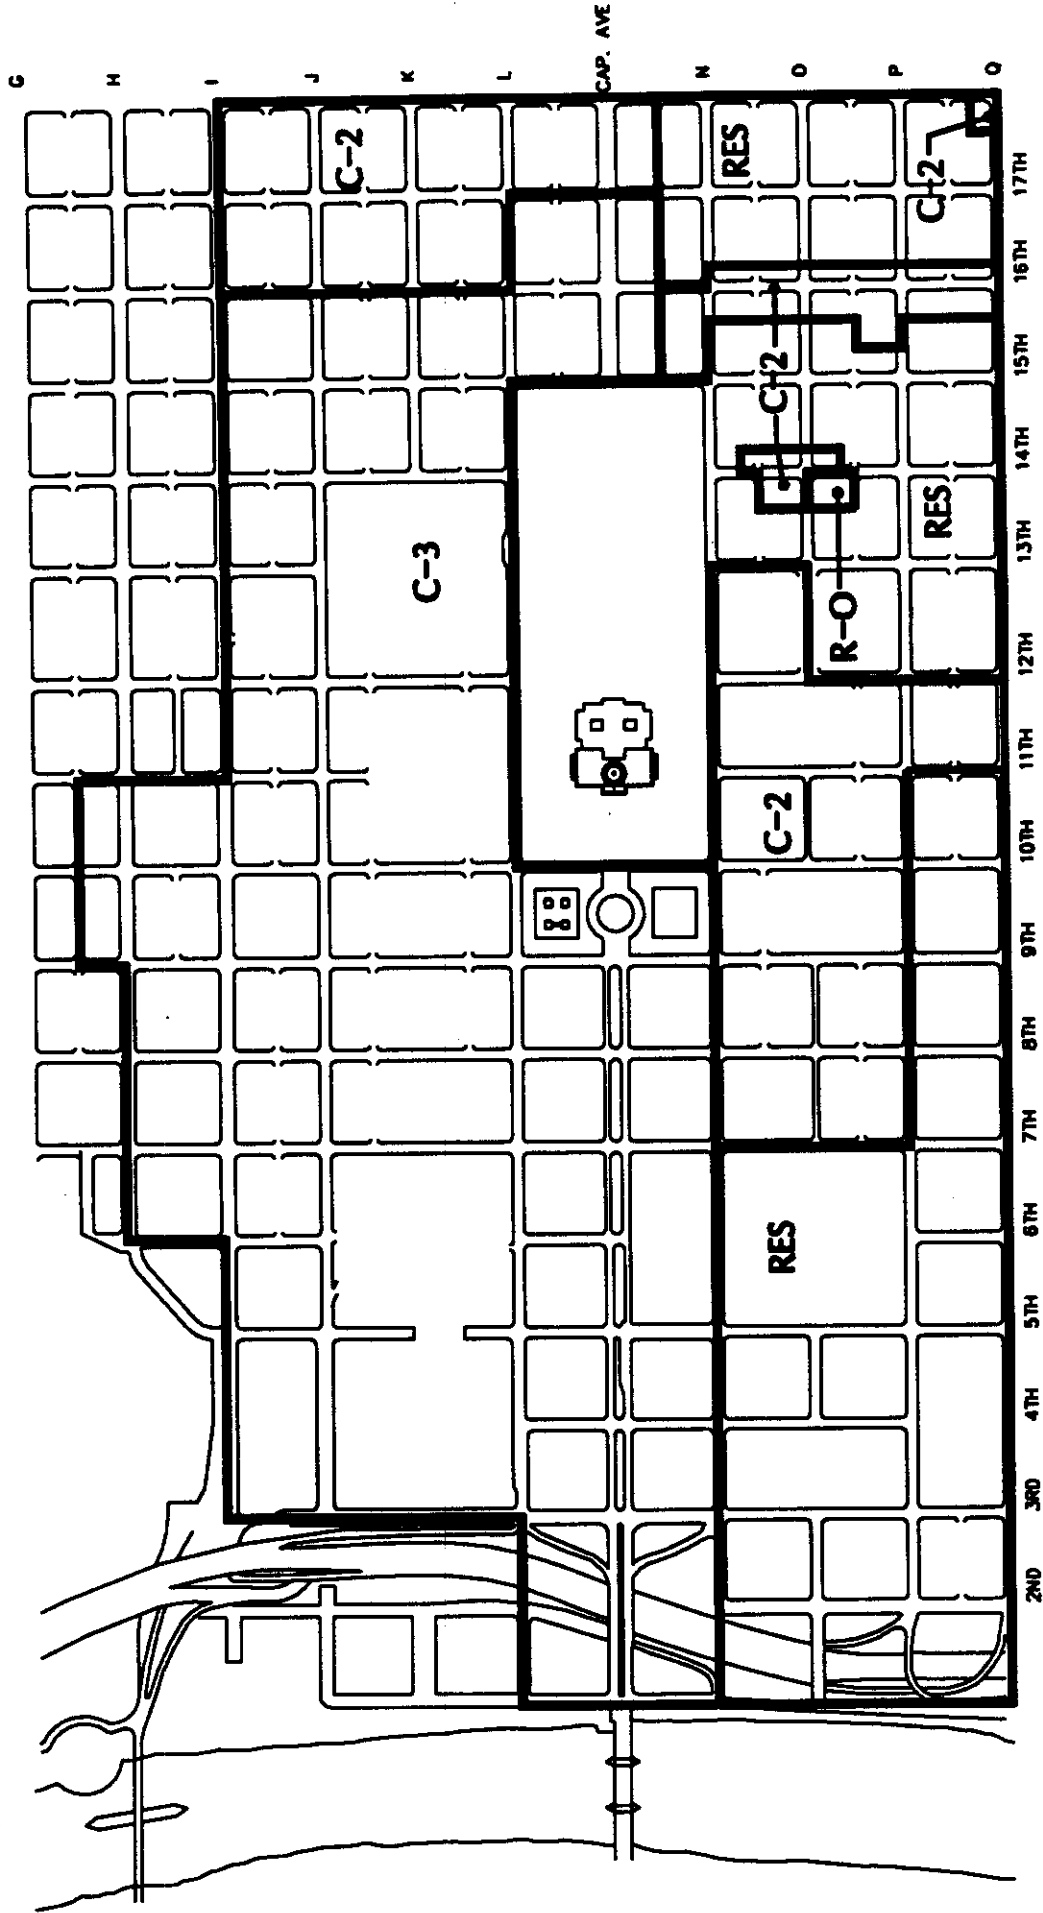 G
H
I
J
K
L
CAP. AVE
N
O
P
Q
C-2
RES
C-2
17TH
16TH
15TH
C-2
14TH
C-3
RES
13TH
R-O
12TH
11TH
C-2
10TH
9TH
8TH
7TH
RES
6TH
5TH
4TH
3RD
2ND